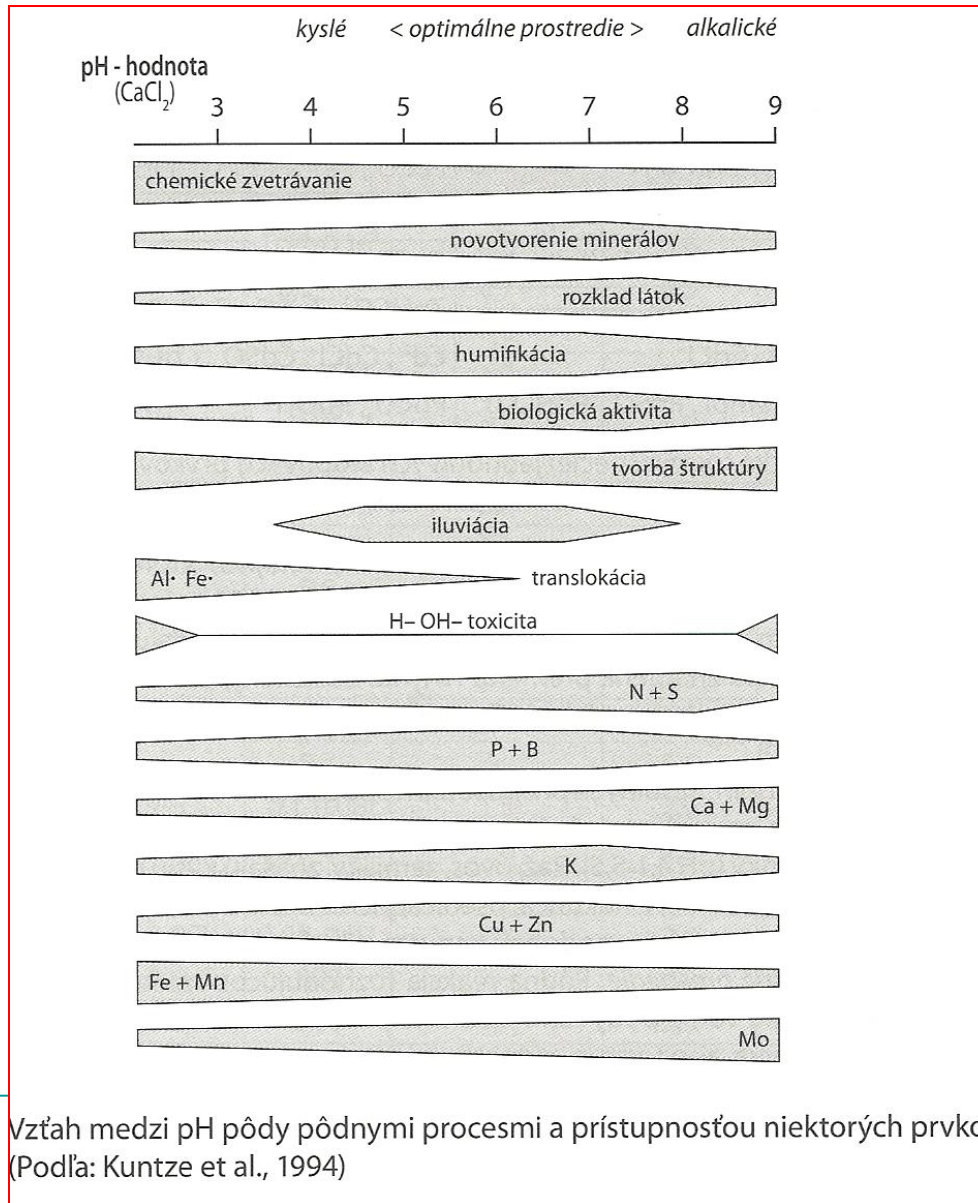 kyslé < optimálne prostredie > alkalické
pH - hodnota
(CaCl₂)
3 4 5 6 7 8 9
chemické zvetrávanie
novotvorenie minerálov
rozklad látok
humifikácia
biologická aktivita
tvorba štruktúry
iluviácia
Al· Fe· translokácia
H– OH– toxicita
N + S
P + B
Ca + Mg
K
Cu + Zn
Fe + Mn
Mo
Vzťah medzi pH pôdy pôdnymi procesmi a prístupnosťou niektorých prvko
(Podľa: Kuntze et al., 1994)